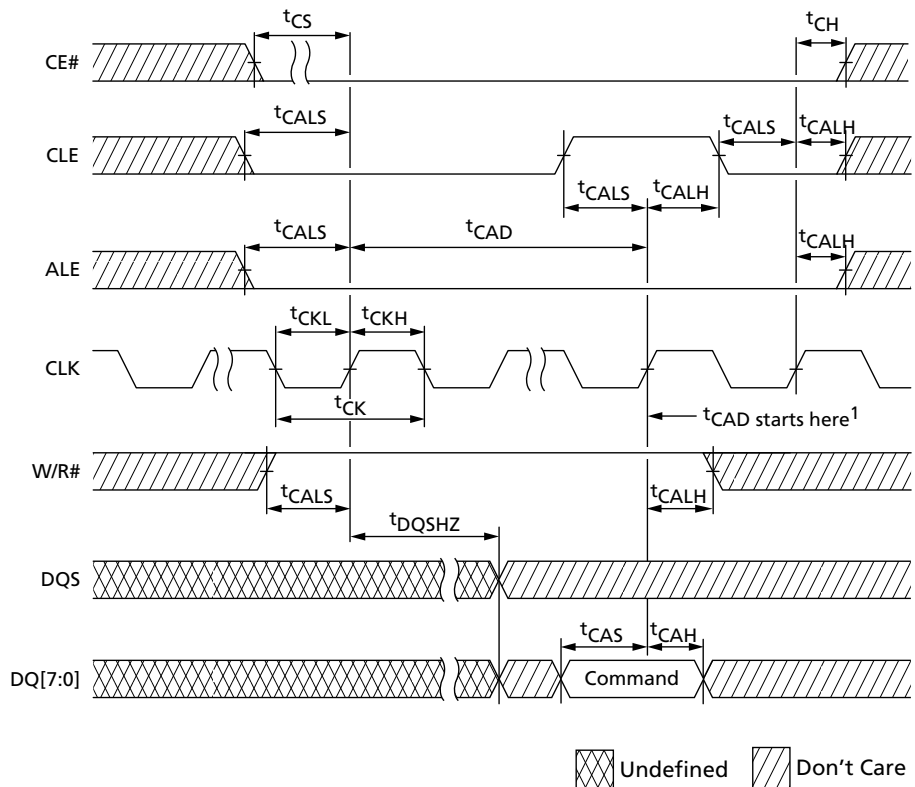 tCS
tCH
CE#
tCALS
tCALS
tCALH
CLE
tCALS
tCALH
tCALS
tCAD
tCALH
ALE
tCKL
tCKH
CLK
tCK
tCAD starts here1
W/R#
tCALS
tCALH
tDQSHZ
DQS
tCAS
tCAH
DQ[7:0]
Command
Undefined
Don't Care